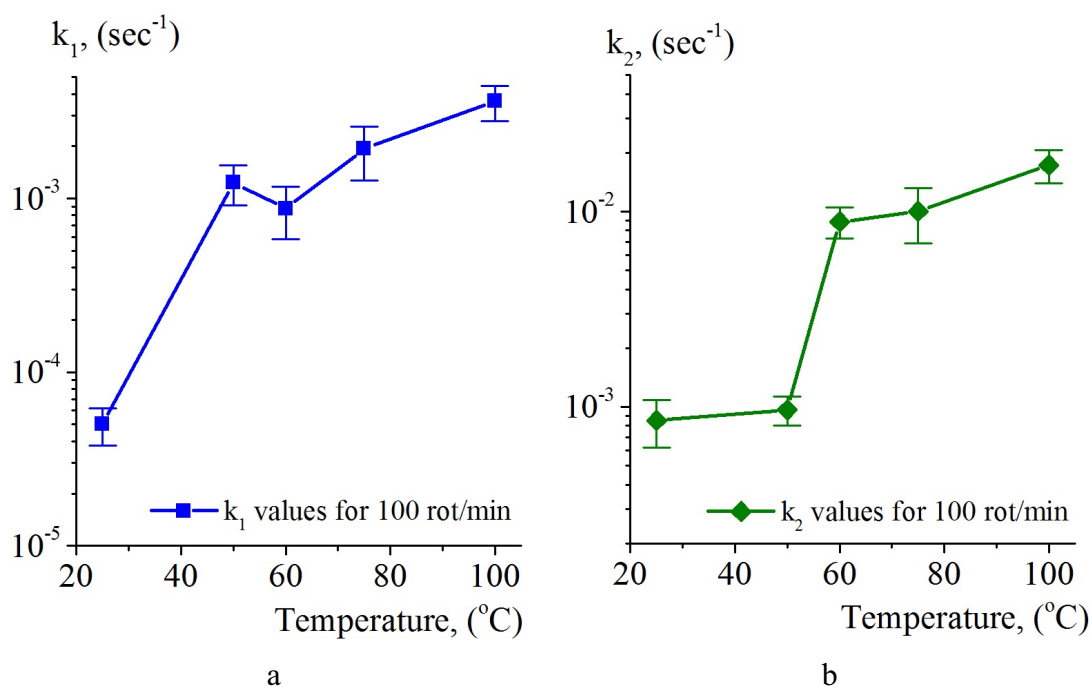 k₁, (sec⁻¹)
10⁻³
10⁻⁴
10⁻⁵
k₁ values for 100 rot/min
20 40 60 80 100
Temperature, (°C)
a
k₂, (sec⁻¹)
10⁻²
10⁻³
k₂ values for 100 rot/min
20 40 60 80 100
Temperature, (°C)
b